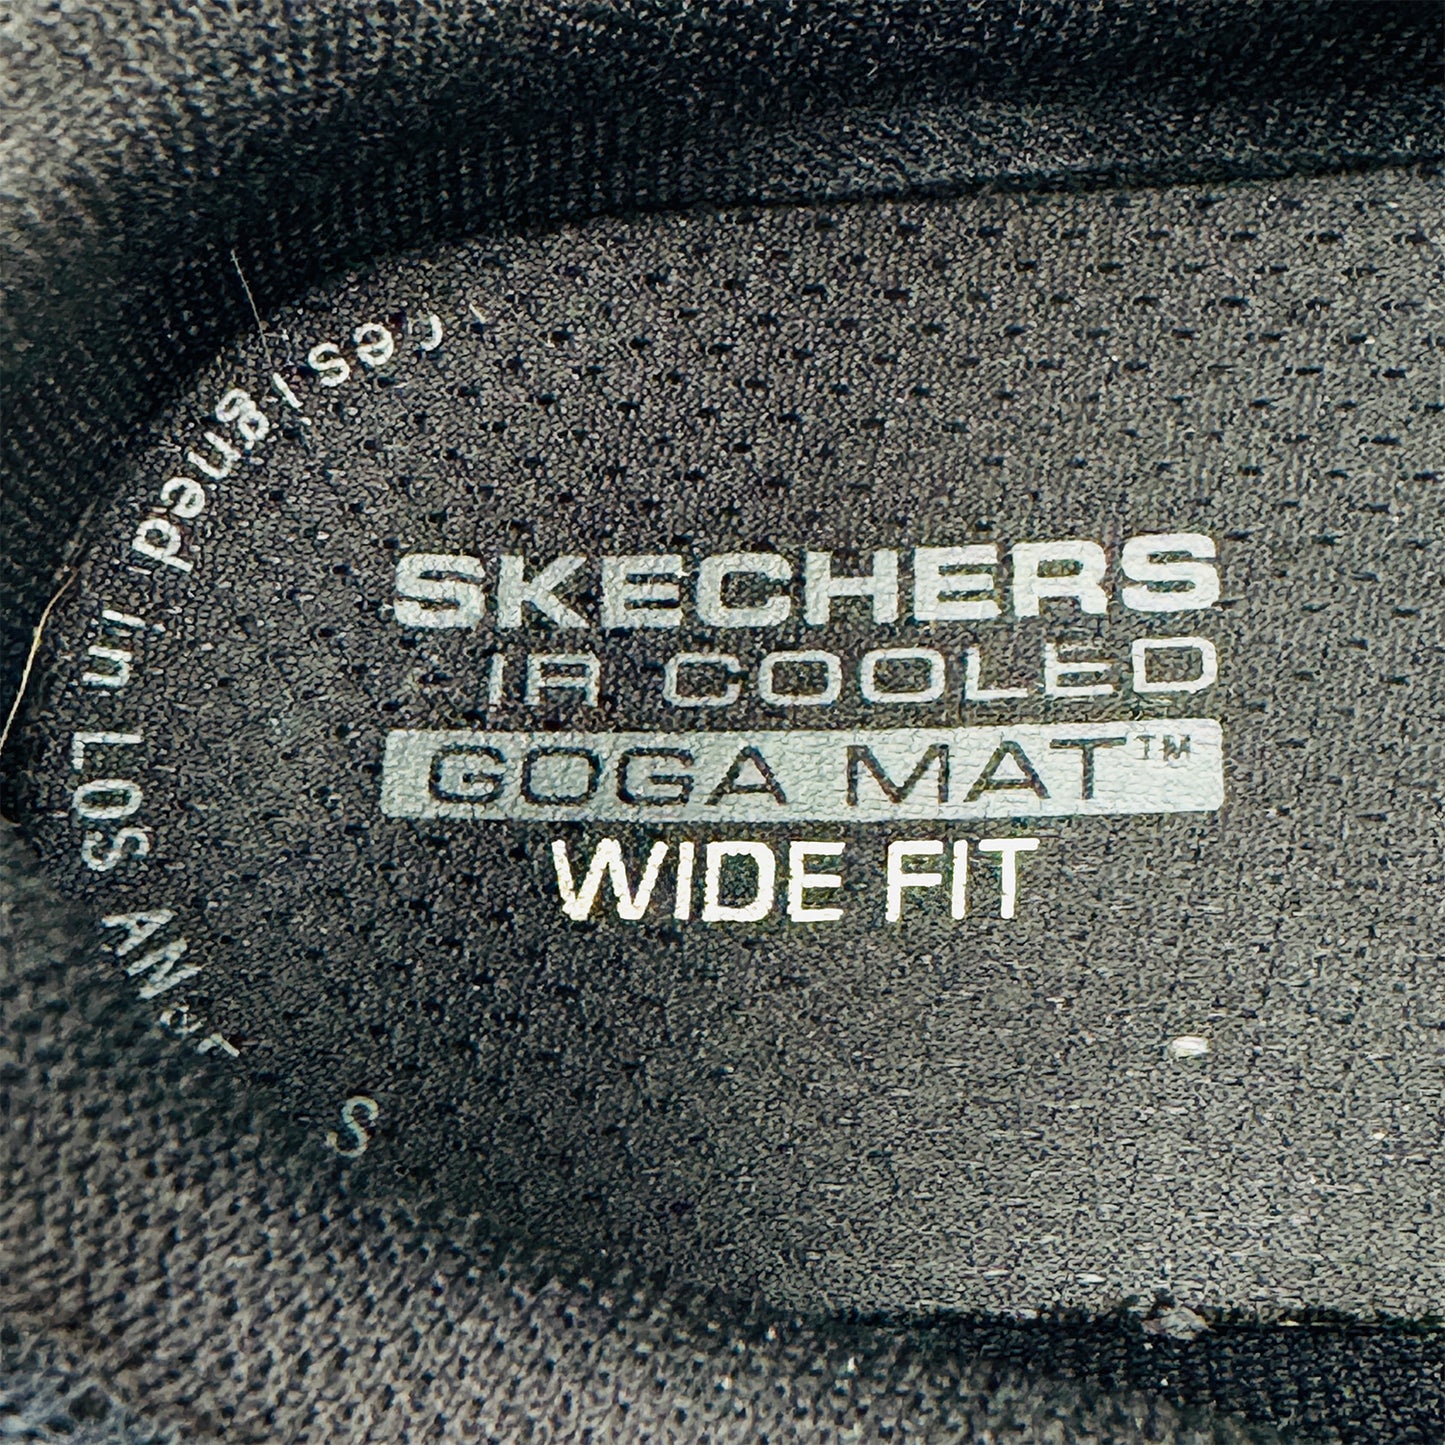 SKECHERS
IR COOLED
GOGA MAT™
WIDE FIT
in LOS